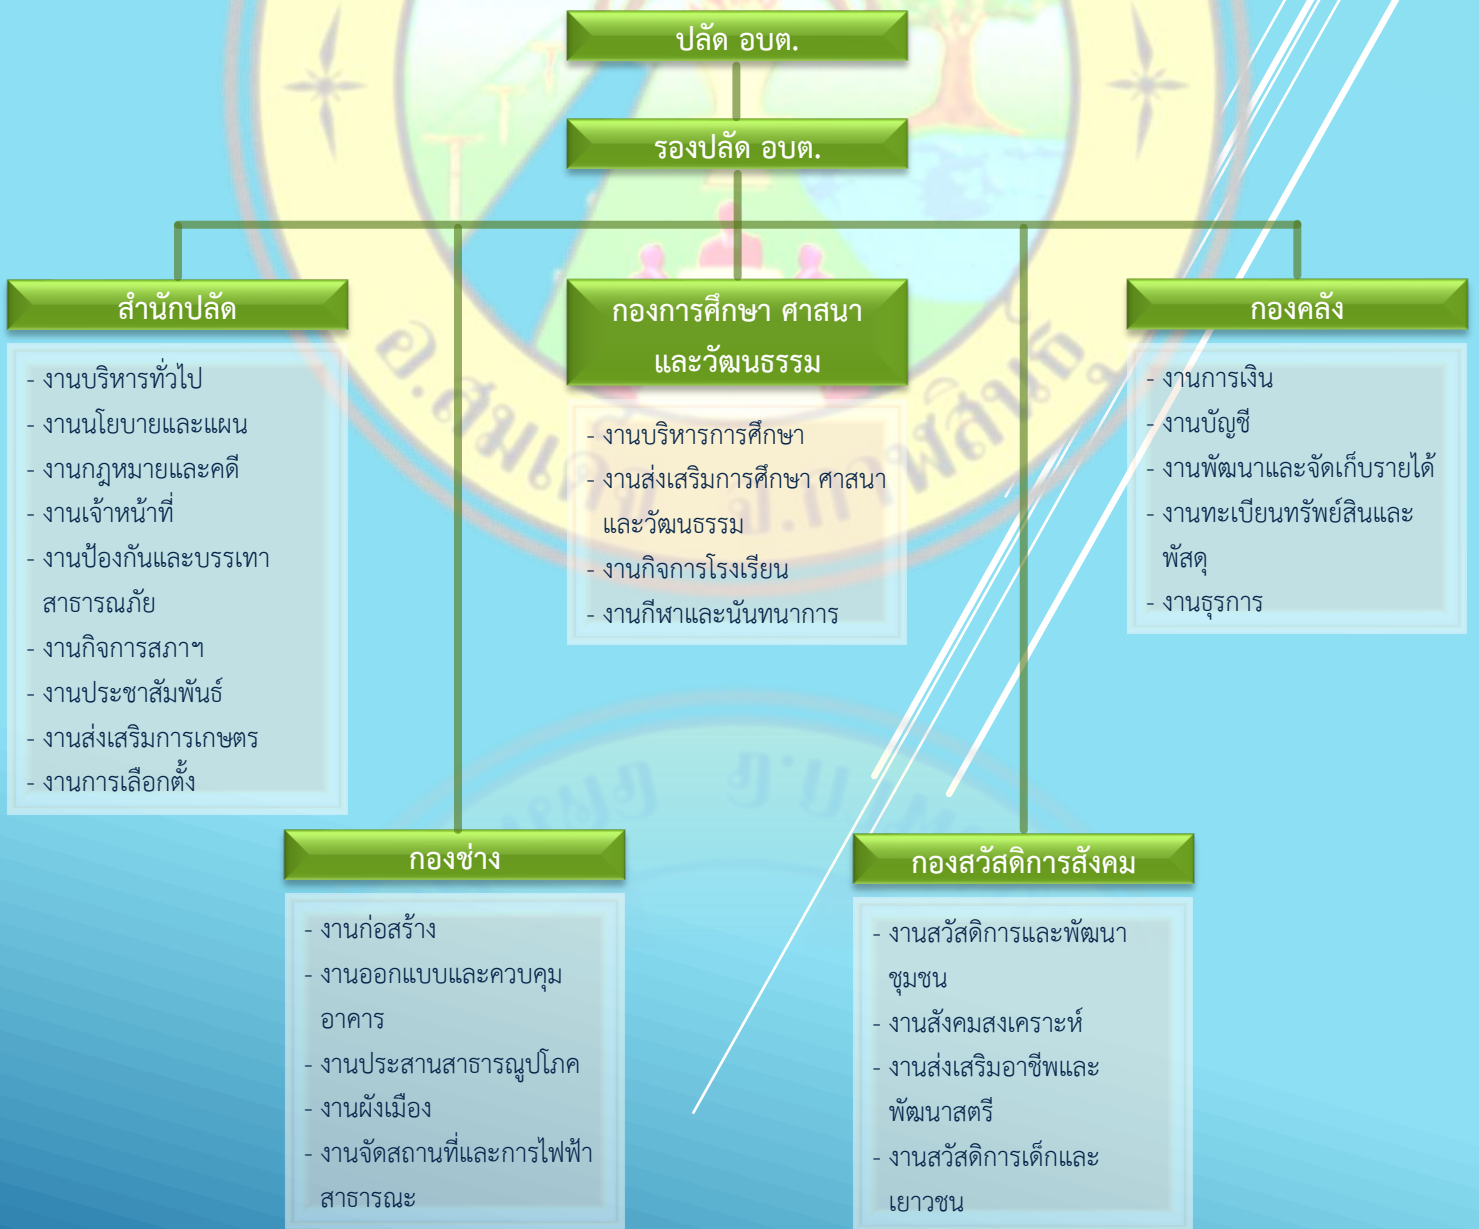 ปลัด อบต.
รองปลัด อบต.
สำนักปลัด
- งานบริหารทั่วไป
- งานนโยบายและแผน
- งานกฎหมายและคดี
- งานเจ้าหน้าที่
- งานป้องกันและบรรเทา
สาธารณภัย
- งานกิจการสภาฯ
- งานประชาสัมพันธ์
- งานส่งเสริมการเกษตร
- งานการเลือกตั้ง
กองการศึกษา ศาสนา
และวัฒนธรรม
- งานบริหารการศึกษา
- งานส่งเสริมการศึกษา ศาสนา
และวัฒนธรรม
- งานกิจการโรงเรียน
- งานกีฬาและนันทนาการ
กองคลัง
- งานการเงิน
- งานบัญชี
- งานพัฒนาและจัดเก็บรายได้
- งานทะเบียนทรัพย์สินและ
พัสดุ
- งานธุรการ
กองช่าง
- งานก่อสร้าง
- งานออกแบบและควบคุม
อาคาร
- งานประสานสาธารณูปโภค
- งานผังเมือง
- งานจัดสถานที่และการไฟฟ้า
สาธารณะ
กองสวัสดิการสังคม
- งานสวัสดิการและพัฒนา
ชุมชน
- งานสังคมสงเคราะห์
- งานส่งเสริมอาชีพและ
พัฒนาสตรี
- งานสวัสดิการเด็กและ
เยาวชน
อ.สมเด็จ จ.กาฬสินธุ์